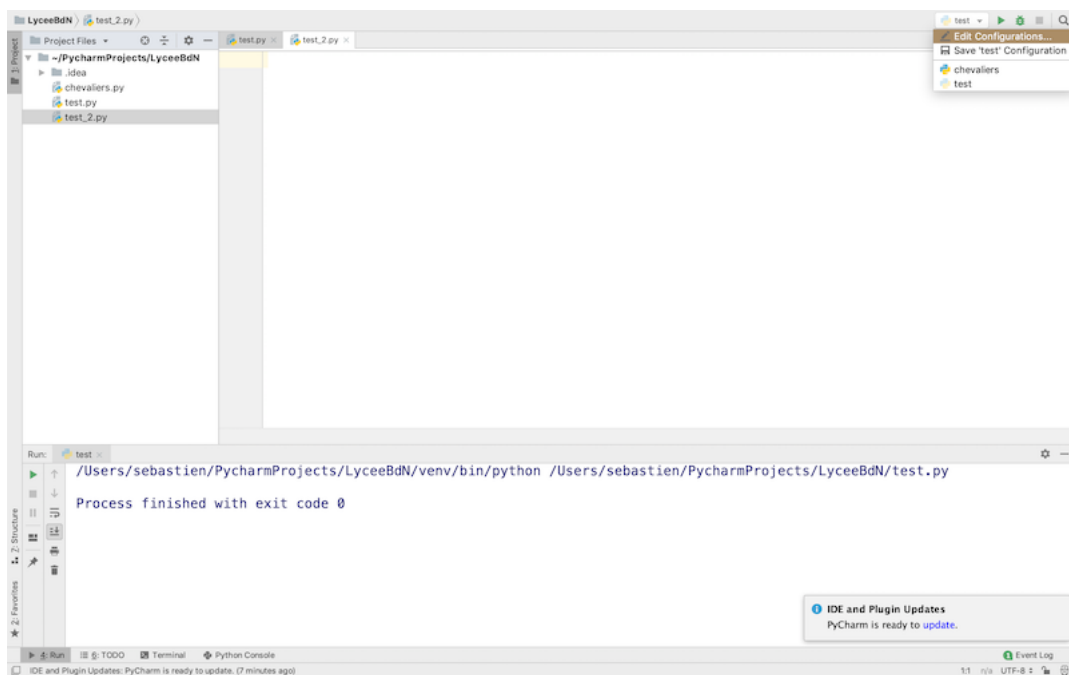 LyceeBdN
test_2.py
test
Project Files
test.py
test_2.py
Edit Configurations...
Save 'test' Configuration
chevaliers
test
1: Project
~/PycharmProjects/LyceeBdN
.idea
chevaliers.py
test.py
test_2.py
Run:
test
/Users/sebastien/PycharmProjects/LyceeBdN/venv/bin/python /Users/sebastien/PycharmProjects/LyceeBdN/test.py
Process finished with exit code 0
Z: Structure
2: Favorites
IDE and Plugin Updates
PyCharm is ready to update.
4: Run
6: TODO
Terminal
Python Console
Event Log
IDE and Plugin Updates: PyCharm is ready to update. (7 minutes ago)
1:1
n/a
UTF-8